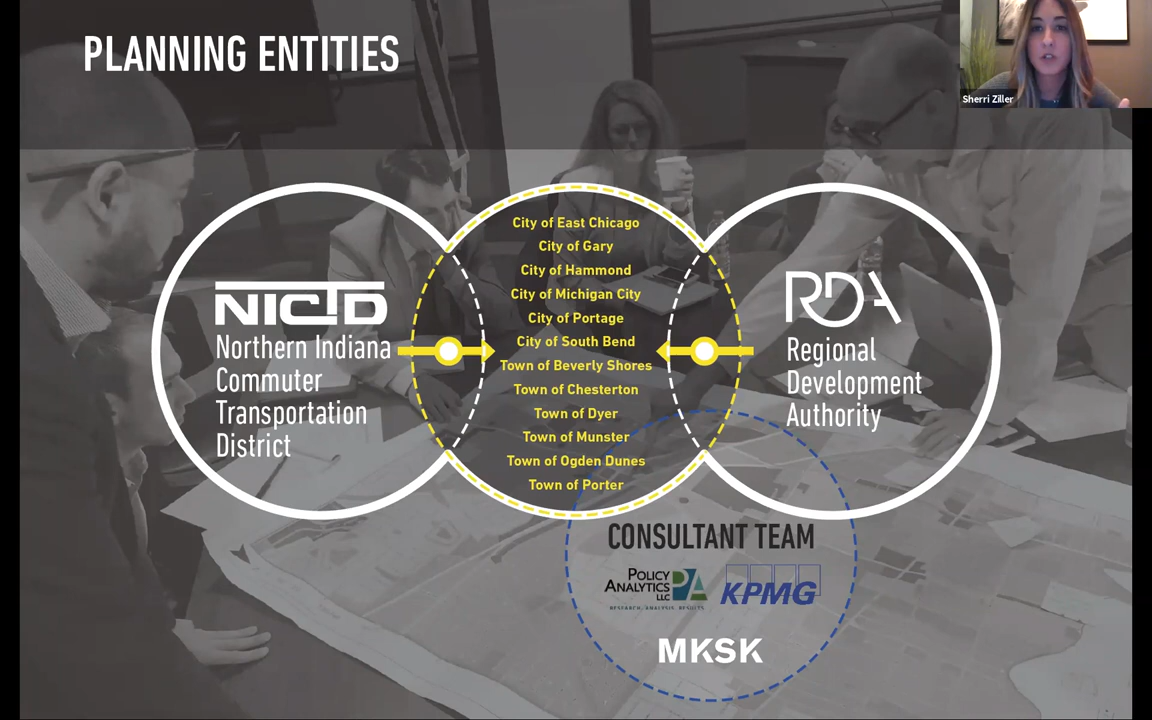 PLANNING ENTITIES
Sherri Ziller
NICTD
Northern Indiana
Commuter
Transportation
District
City of East Chicago
City of Gary
City of Hammond
City of Michigan City
City of Portage
City of South Bend
Town of Beverly Shores
Town of Chesterton
Town of Dyer
Town of Munster
Town of Ogden Dunes
Town of Porter
RDA
Regional
Development
Authority
CONSULTANT TEAM
POLICY
ANALYTICS
LLC
PA
RESEARCH. ANALYSIS. RESULTS.
KPMG
MKSK